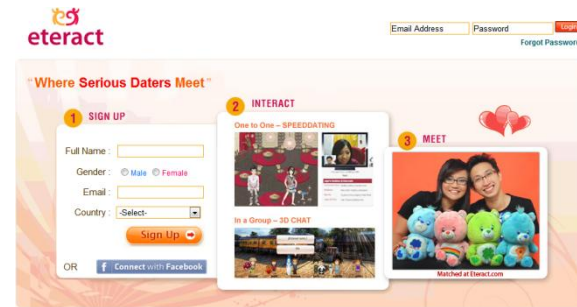 eteract
Email Address
Password
Login
Forgot Password
"Where Serious Daters Meet"
1 SIGN UP
Full Name :
Gender : Male Female
Email :
Country : -Select-
Sign Up
OR
f Connect with Facebook
2 INTERACT
One to One – SPEEDDATING
In a Group – 3D CHAT
3 MEET
Matched at Eteract.com